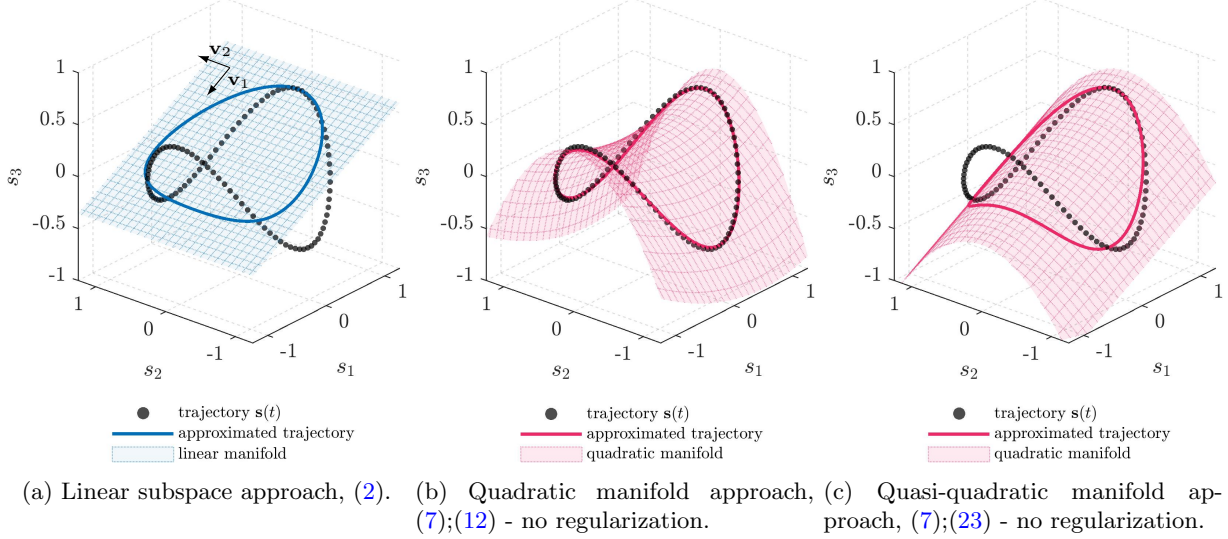 1
0.5
0
-0.5
-1
s3
1
0
-1
s2
-1
0
1
s1
v2
v1
trajectory s(t)
approximated trajectory
linear manifold
(a) Linear subspace approach, (2).
1
0.5
0
-0.5
-1
s3
1
0
-1
s2
-1
0
1
s1
trajectory s(t)
approximated trajectory
quadratic manifold
(b) Quadratic manifold approach,
(7);(12) - no regularization.
1
0.5
0
-0.5
-1
s3
1
0
-1
s2
-1
0
1
s1
trajectory s(t)
approximated trajectory
quadratic manifold
(c) Quasi-quadratic manifold ap-
proach, (7);(23) - no regularization.